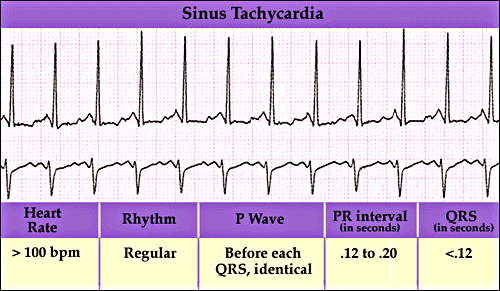 Sinus Tachycardia
Heart Rate
Rhythm
P Wave
PR interval
(in seconds)
QRS
(in seconds)
> 100 bpm
Regular
Before each
QRS, identical
.12 to .20
<.12